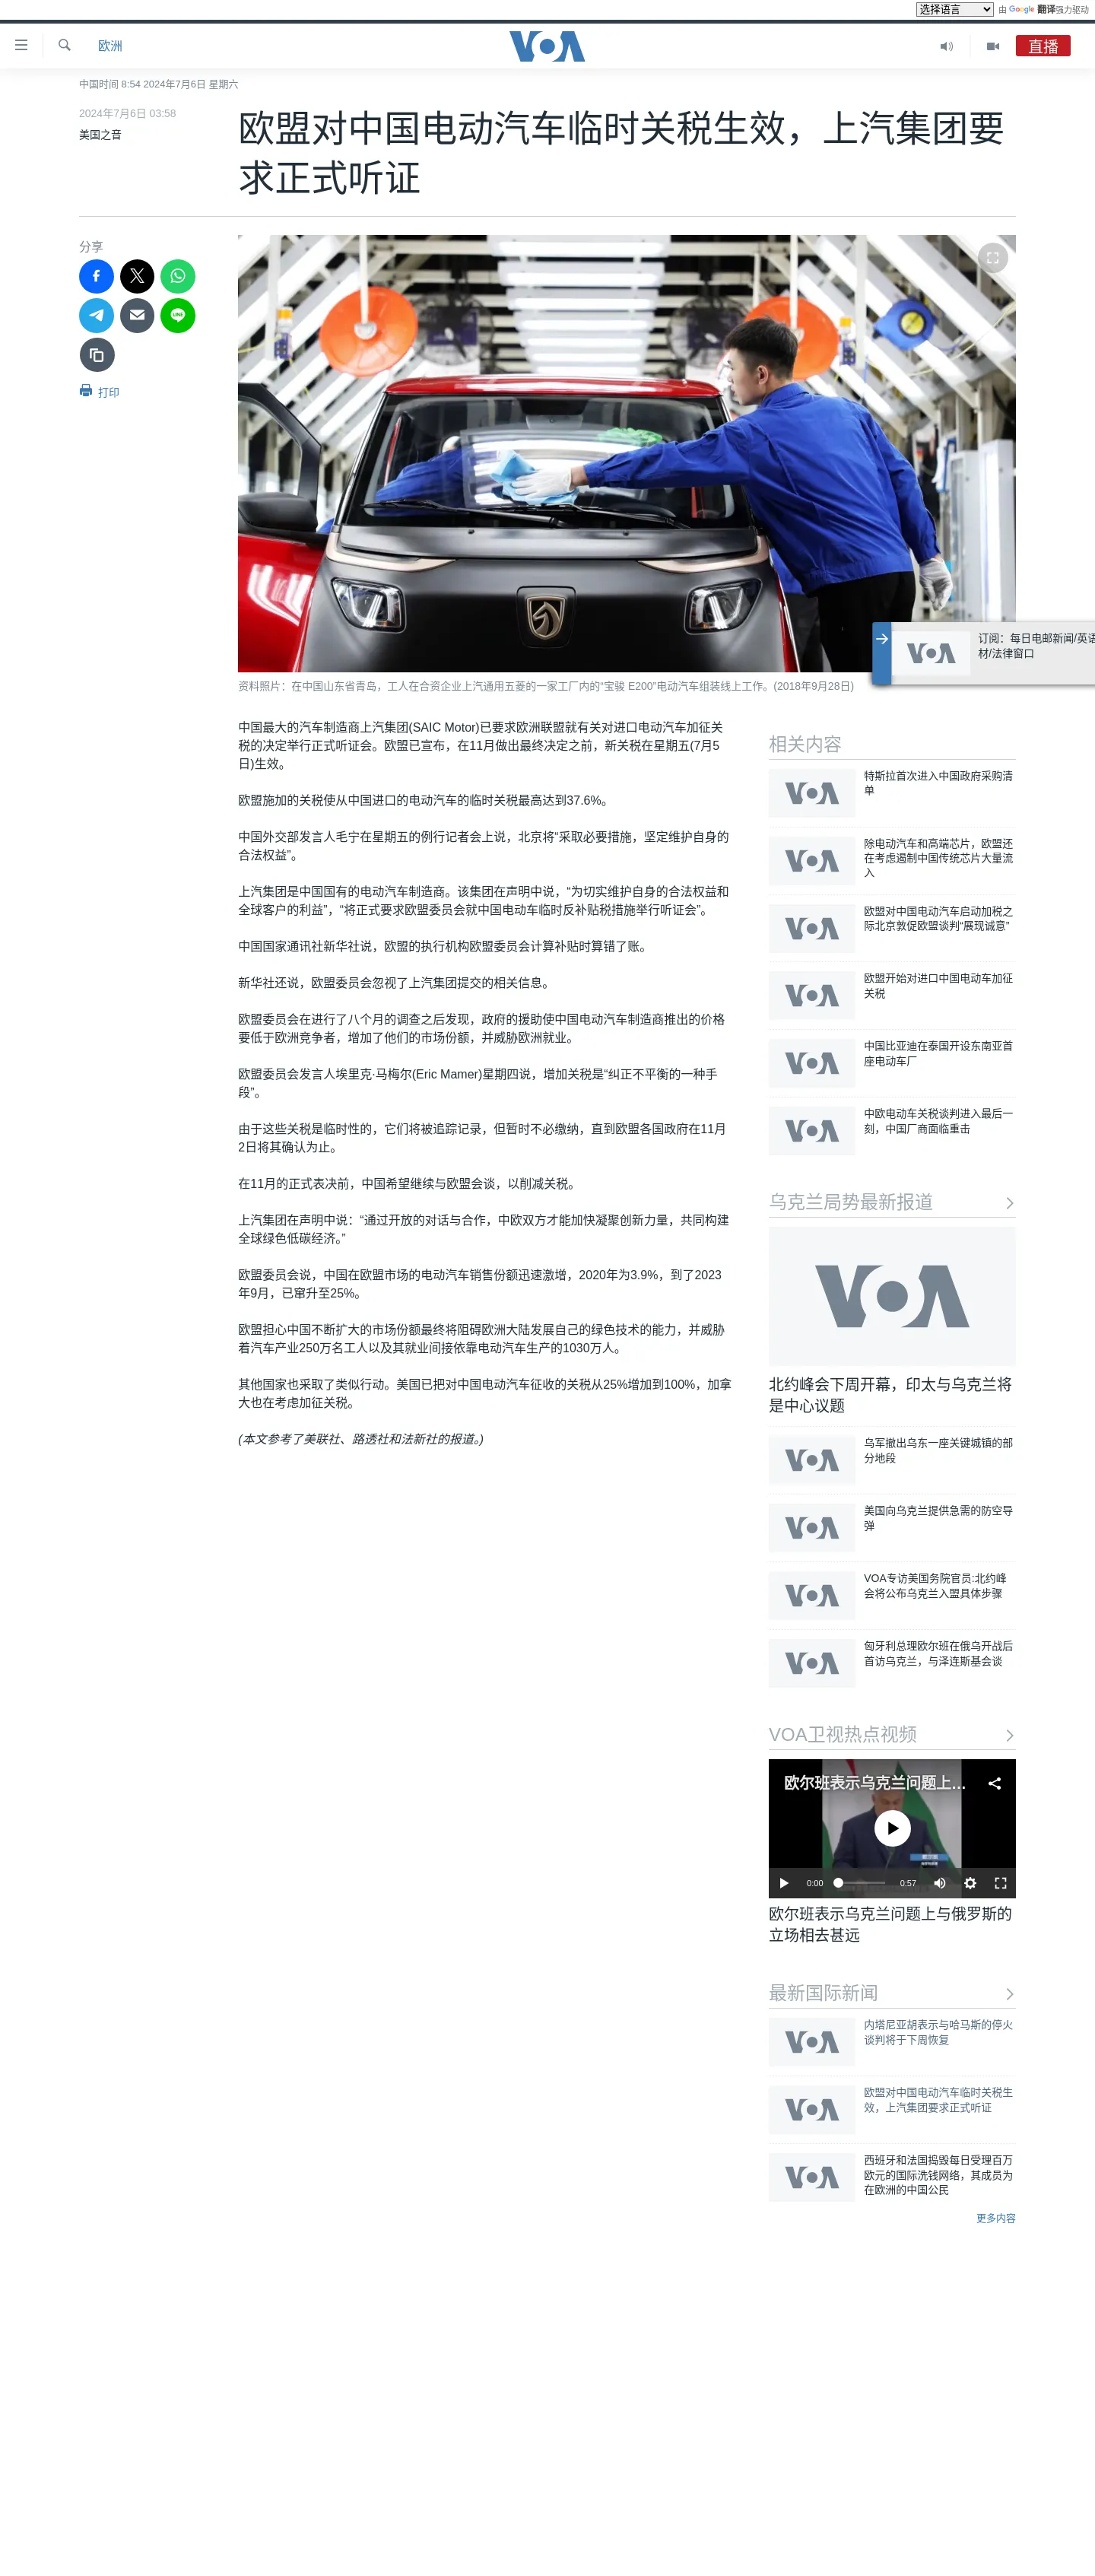 选择语言 由 Google 翻译强力驱动
欧洲
VOA
直播
中国时间 8:54 2024年7月6日 星期六
2024年7月6日 03:58
美国之音
欧盟对中国电动汽车临时关税生效，上汽集团要
求正式听证
分享
LINE
打印
订阅：每日电邮新闻/英语
材/法律窗口
VOA
资料照片：在中国山东省青岛，工人在合资企业上汽通用五菱的一家工厂内的“宝骏 E200”电动汽车组装线上工作。(2018年9月28日)
中国最大的汽车制造商上汽集团(SAIC Motor)已要求欧洲联盟就有关对进口电动汽车加征关
税的决定举行正式听证会。欧盟已宣布，在11月做出最终决定之前，新关税在星期五(7月5
日)生效。
欧盟施加的关税使从中国进口的电动汽车的临时关税最高达到37.6%。
中国外交部发言人毛宁在星期五的例行记者会上说，北京将“采取必要措施，坚定维护自身的
合法权益”。
上汽集团是中国国有的电动汽车制造商。该集团在声明中说，“为切实维护自身的合法权益和
全球客户的利益”，“将正式要求欧盟委员会就中国电动车临时反补贴税措施举行听证会”。
中国国家通讯社新华社说，欧盟的执行机构欧盟委员会计算补贴时算错了账。
新华社还说，欧盟委员会忽视了上汽集团提交的相关信息。
欧盟委员会在进行了八个月的调查之后发现，政府的援助使中国电动汽车制造商推出的价格
要低于欧洲竞争者，增加了他们的市场份额，并威胁欧洲就业。
欧盟委员会发言人埃里克·马梅尔(Eric Mamer)星期四说，增加关税是“纠正不平衡的一种手
段”。
由于这些关税是临时性的，它们将被追踪记录，但暂时不必缴纳，直到欧盟各国政府在11月
2日将其确认为止。
在11月的正式表决前，中国希望继续与欧盟会谈，以削减关税。
上汽集团在声明中说：“通过开放的对话与合作，中欧双方才能加快凝聚创新力量，共同构建
全球绿色低碳经济。”
欧盟委员会说，中国在欧盟市场的电动汽车销售份额迅速激增，2020年为3.9%，到了2023
年9月，已窜升至25%。
欧盟担心中国不断扩大的市场份额最终将阻碍欧洲大陆发展自己的绿色技术的能力，并威胁
着汽车产业250万名工人以及其就业间接依靠电动汽车生产的1030万人。
其他国家也采取了类似行动。美国已把对中国电动汽车征收的关税从25%增加到100%，加拿
大也在考虑加征关税。
(本文参考了美联社、路透社和法新社的报道。)
相关内容
VOA
特斯拉首次进入中国政府采购清
单
VOA
除电动汽车和高端芯片，欧盟还
在考虑遏制中国传统芯片大量流
入
VOA
欧盟对中国电动汽车启动加税之
际北京敦促欧盟谈判“展现诚意”
VOA
欧盟开始对进口中国电动车加征
关税
VOA
中国比亚迪在泰国开设东南亚首
座电动车厂
VOA
中欧电动车关税谈判进入最后一
刻，中国厂商面临重击
乌克兰局势最新报道
VOA
北约峰会下周开幕，印太与乌克兰将
是中心议题
VOA
乌军撤出乌东一座关键城镇的部
分地段
VOA
美国向乌克兰提供急需的防空导
弹
VOA
VOA专访美国务院官员:北约峰
会将公布乌克兰入盟具体步骤
VOA
匈牙利总理欧尔班在俄乌开战后
首访乌克兰，与泽连斯基会谈
VOA卫视热点视频
欧尔班表示乌克兰问题上...
0:00 0:57
欧尔班表示乌克兰问题上与俄罗斯的
立场相去甚远
最新国际新闻
VOA
内塔尼亚胡表示与哈马斯的停火
谈判将于下周恢复
VOA
欧盟对中国电动汽车临时关税生
效，上汽集团要求正式听证
VOA
西班牙和法国捣毁每日受理百万
欧元的国际洗钱网络，其成员为
在欧洲的中国公民
更多内容